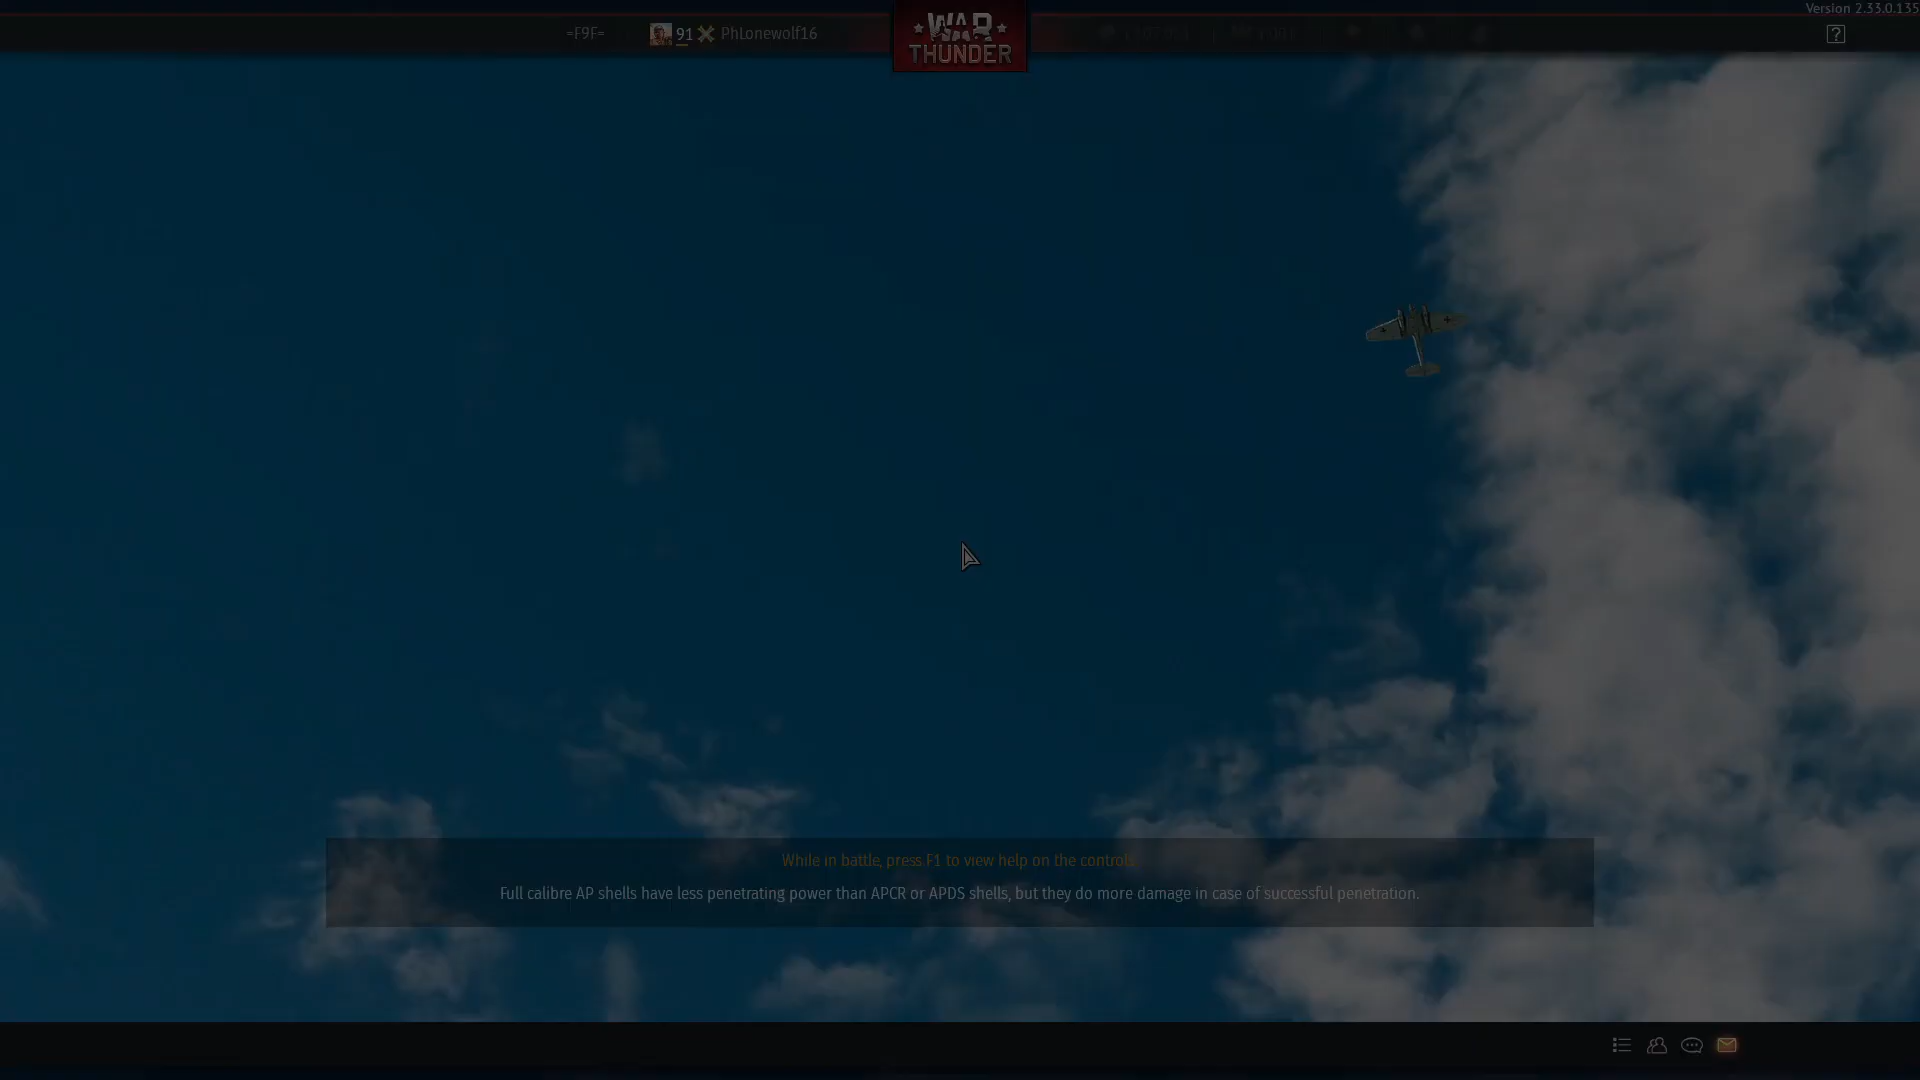 Version 2.33.0.135
=F9F=
91
PhLonewolf16
WAR
THUNDER
?
While in battle, press F1 to view help on the controls.
Full calibre AP shells have less penetrating power than APCR or APDS shells, but they do more damage in case of successful penetration.